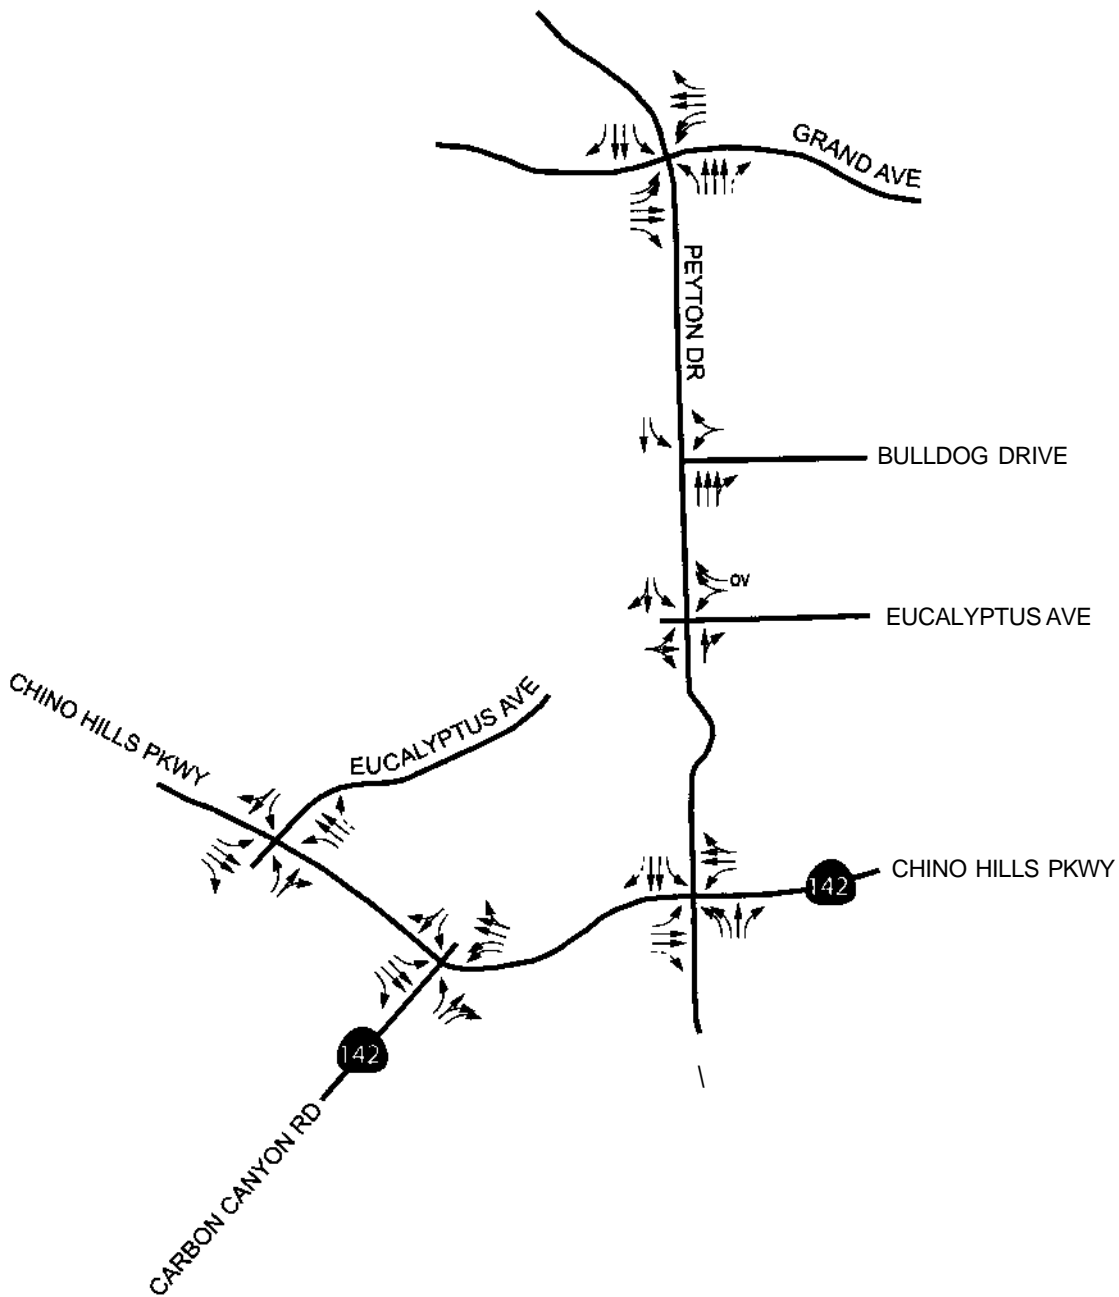 GRAND AVE
PEYTON DR
BULLDOG DRIVE
OV
EUCALYPTUS AVE
CHINO HILLS PKWY
EUCALYPTUS AVE
CHINO HILLS PKWY
142
142
CARBON CANYON RD